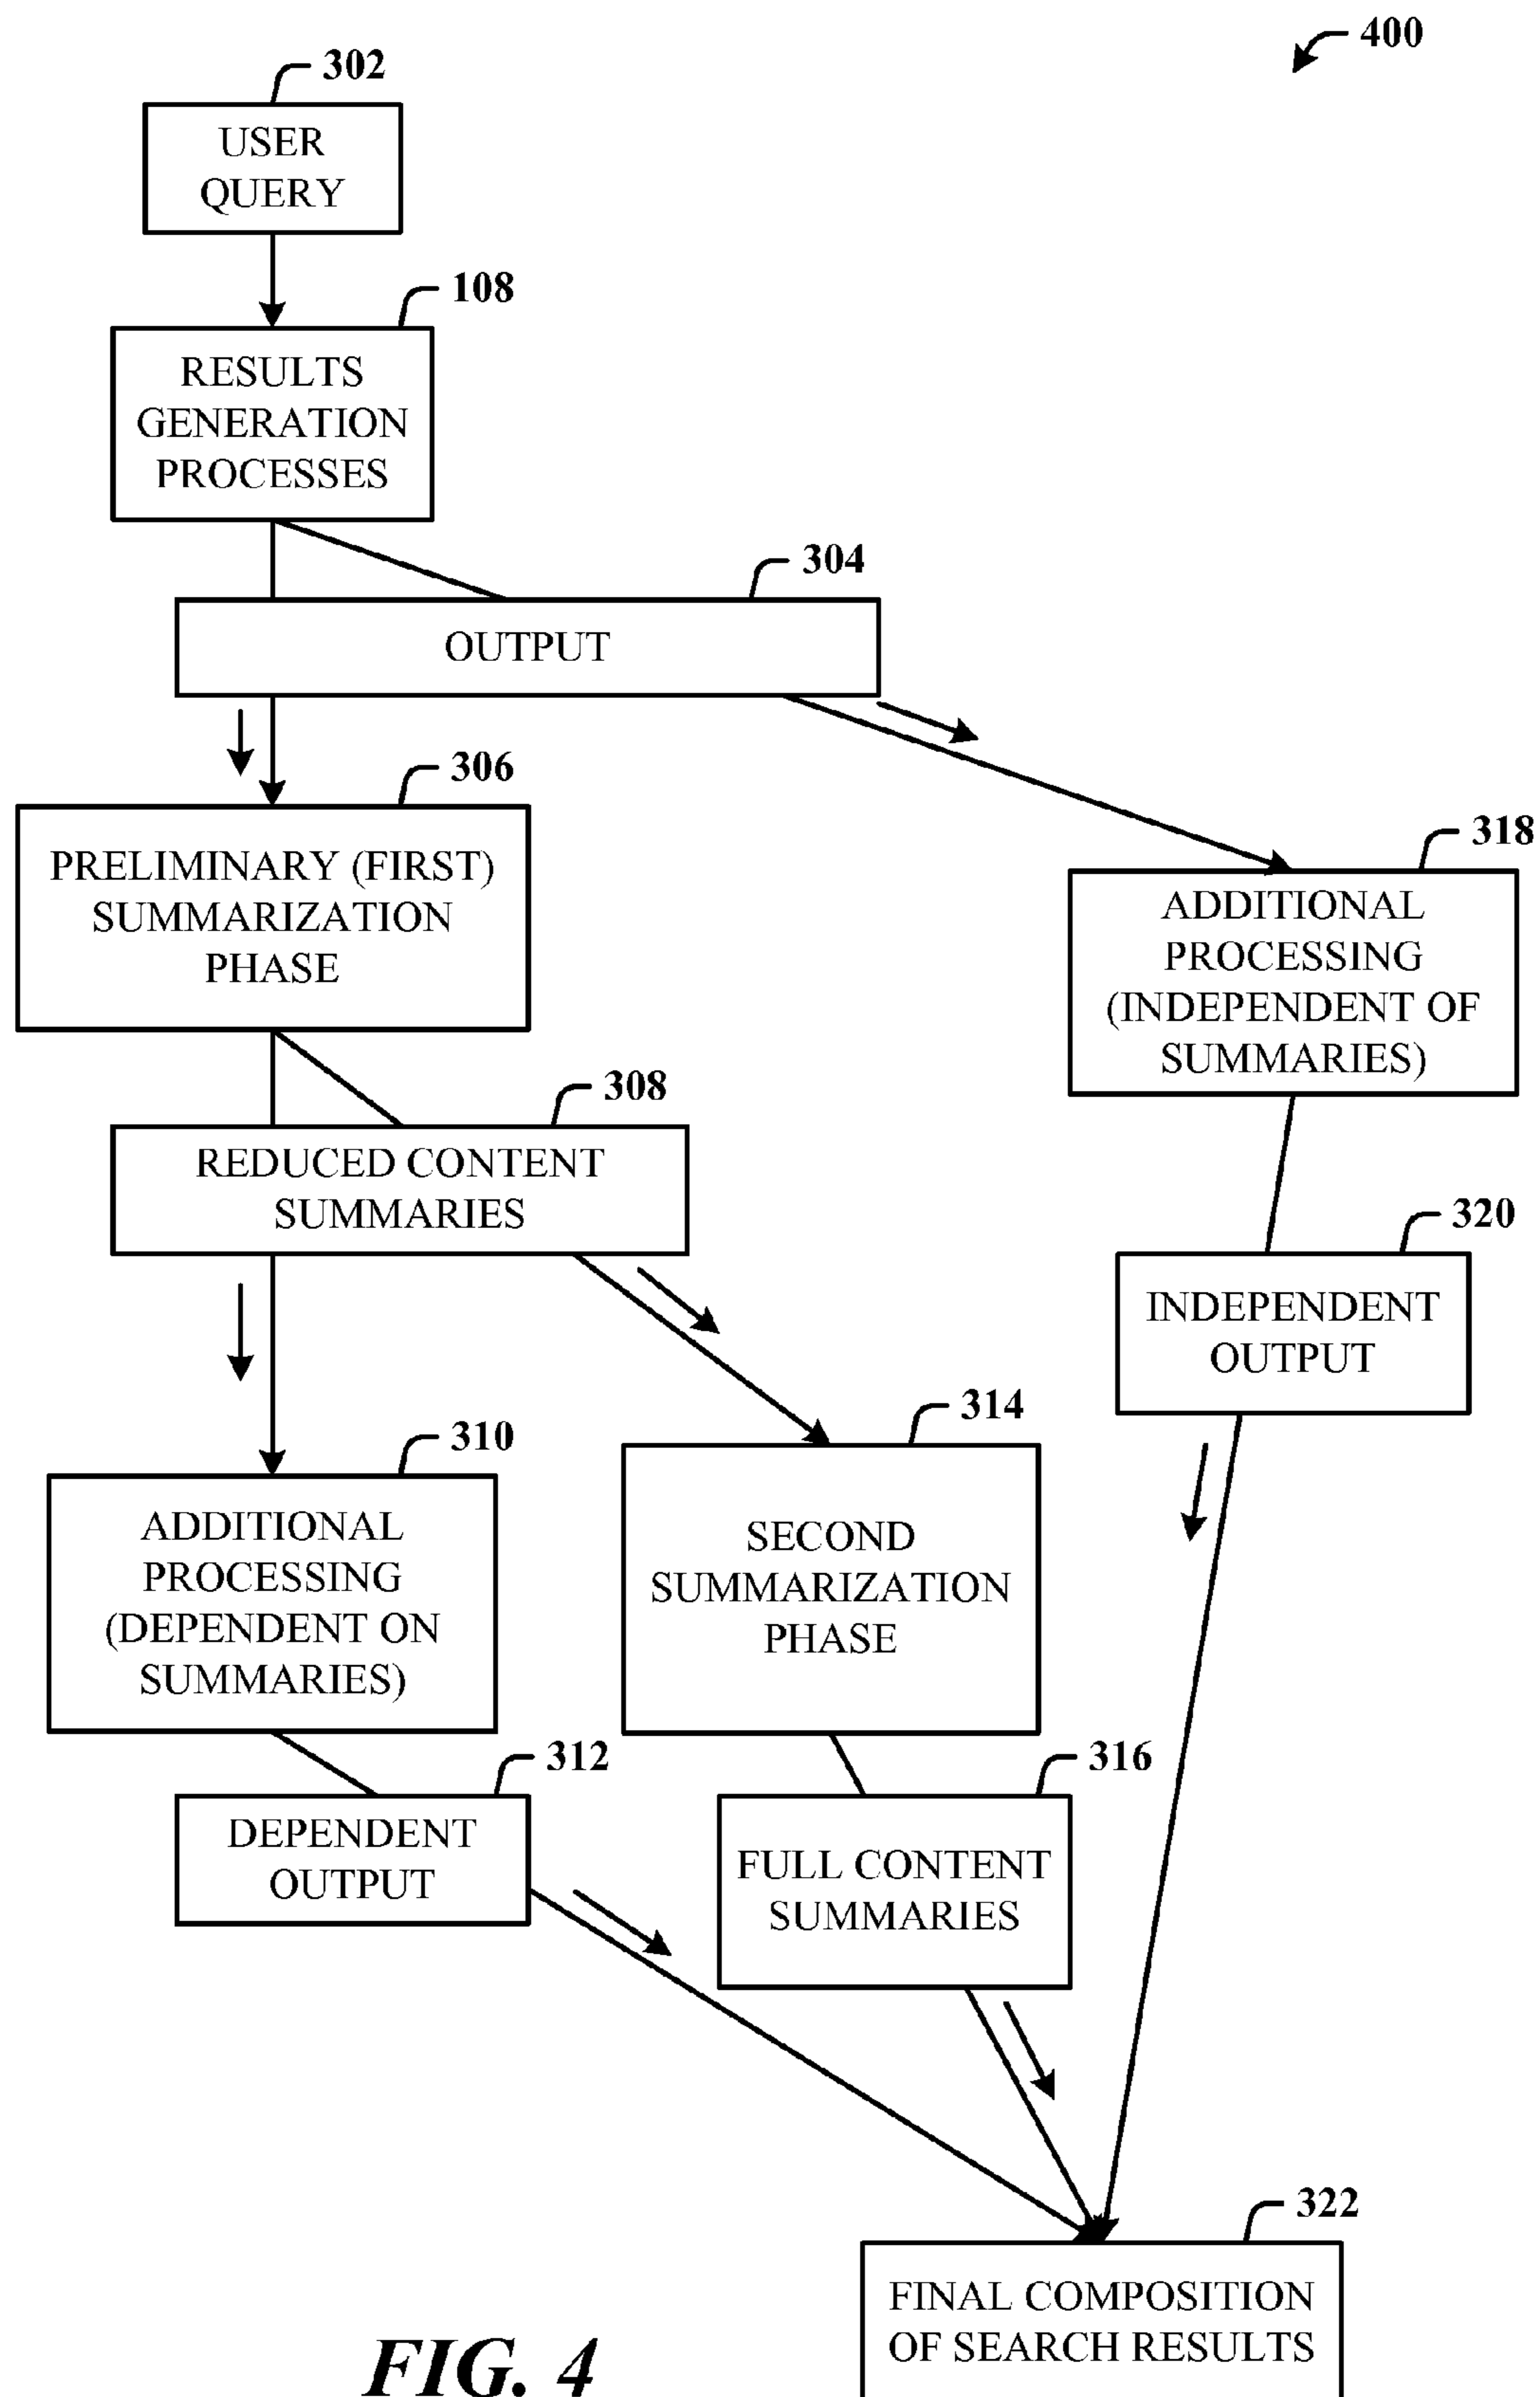 400
302
USER
QUERY
108
RESULTS
GENERATION
PROCESSES
304
OUTPUT
306
PRELIMINARY (FIRST)
SUMMARIZATION
PHASE
318
ADDITIONAL
PROCESSING
(INDEPENDENT OF
SUMMARIES)
308
REDUCED CONTENT
SUMMARIES
320
INDEPENDENT
OUTPUT
310
ADDITIONAL
PROCESSING
(DEPENDENT ON
SUMMARIES)
314
SECOND
SUMMARIZATION
PHASE
312
DEPENDENT
OUTPUT
316
FULL CONTENT
SUMMARIES
322
FINAL COMPOSITION
OF SEARCH RESULTS
FIG. 4